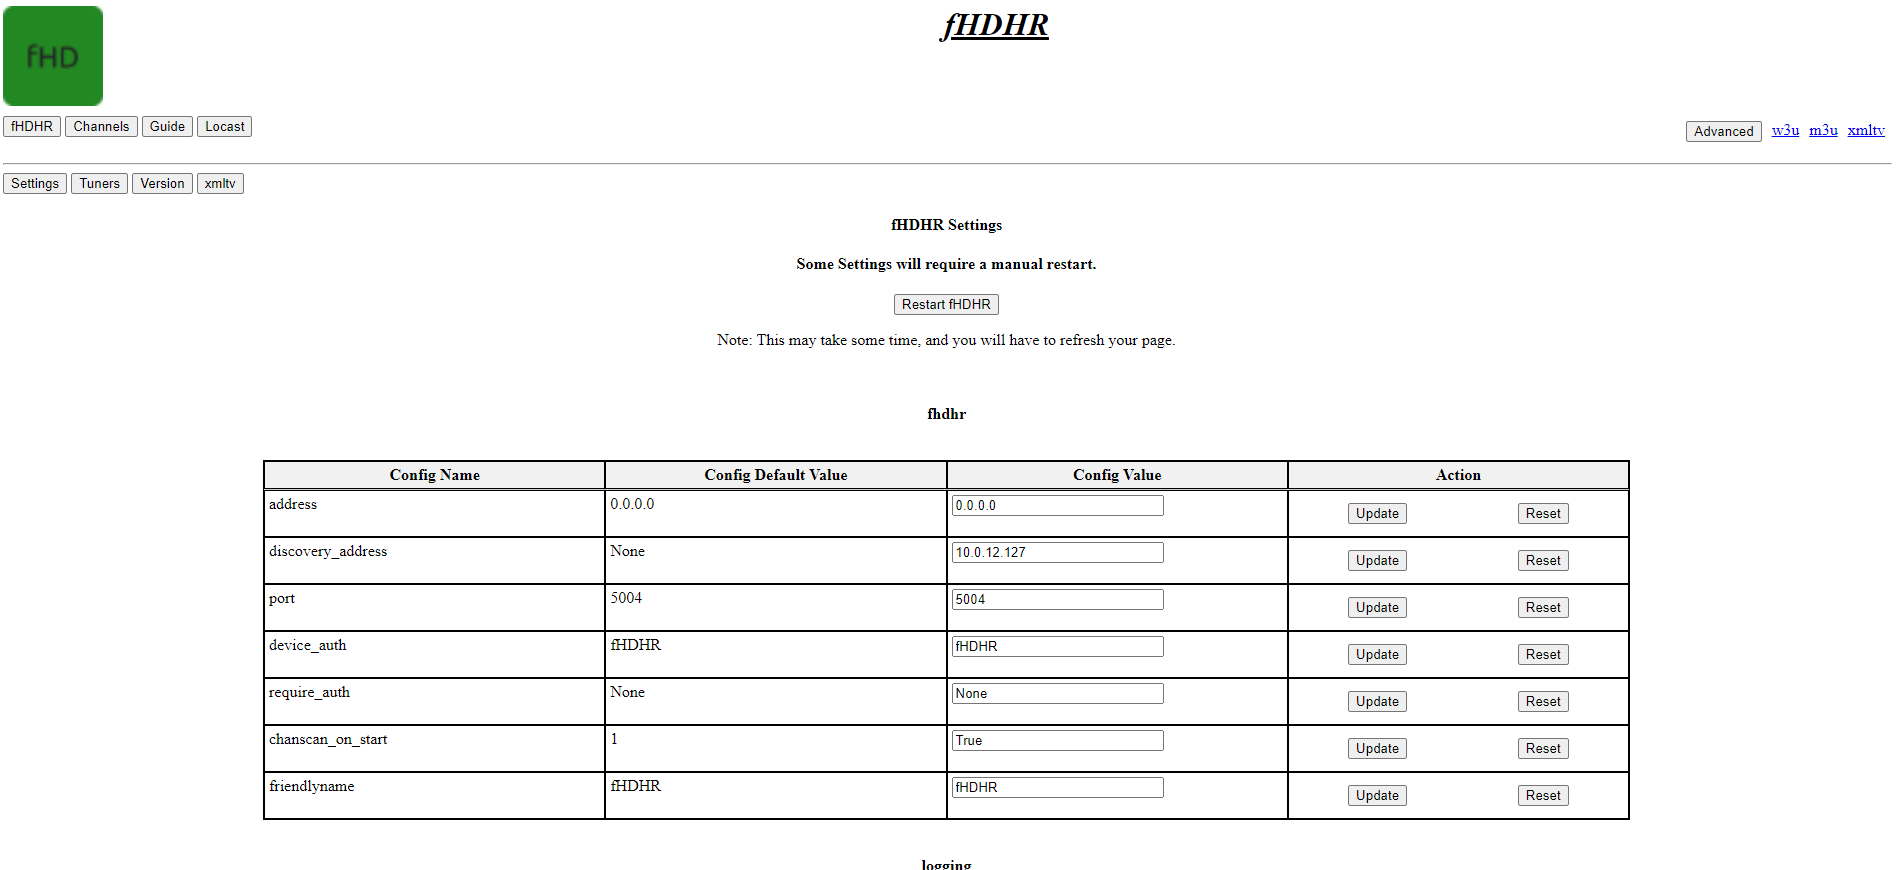 fHDHR
fHD
fHDHR Channels Guide Locast
Advanced w3u m3u xmltv
Settings Tuners Version xmltv
fHDHR Settings
Some Settings will require a manual restart.
Restart fHDHR
Note: This may take some time, and you will have to refresh your page.
fhdhr
Config Name Config Default Value Config Value Action
address 0.0.0.0 0.0.0.0 Update Reset
discovery_address None 10.0.12.127 Update Reset
port 5004 5004 Update Reset
device_auth fHDHR fHDHR Update Reset
require_auth None None Update Reset
chanscan_on_start 1 True Update Reset
friendlyname fHDHR fHDHR Update Reset
logging